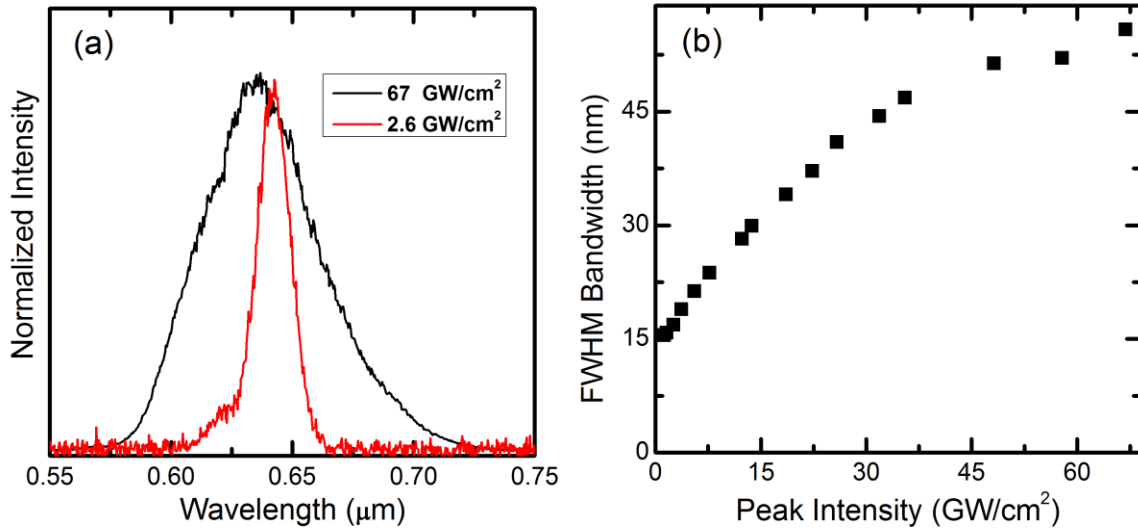 (a)
67 GW/cm²
2.6 GW/cm²
Normalized Intensity
0.55 0.60 0.65 0.70 0.75
Wavelength (μm)
(b)
FWHM Bandwidth (nm)
45
30
15
0
0 15 30 45 60
Peak Intensity (GW/cm²)